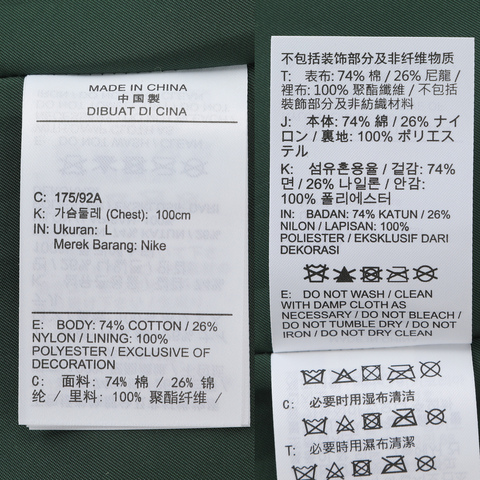 MADE IN CHINA
中国製
DIBUAT DI CINA
C: 175/92A
K: 가슴둘레 (Chest): 100cm
IN: Ukuran: L
Merek Barang: Nike
E: BODY: 74% COTTON / 26%
NYLON / LINING: 100%
POLYESTER / EXCLUSIVE OF
DECORATION
C: 面料: 74% 棉 / 26% 锦
纶 / 里料: 100% 聚酯纤维 /
不包括装饰部分及非纤维物质
T: 表布: 74% 棉 / 26% 尼龍 /
裡布: 100% 聚酯纖維 / 不包括
裝飾部分及非紡織材料
J: 本体: 74% 綿 / 26% ナイ
ロン / 裏地: 100% ポリエス
テル
K: 섬유혼용율 / 겉감: 74%
면 / 26% 나일론 / 안감:
100% 폴리에스터
IN: BADAN: 74% KATUN / 26%
NILON / LAPISAN: 100%
POLIESTER / EKSKLUSIF DARI
DEKORASI
E: DO NOT WASH / CLEAN
WITH DAMP CLOTH AS
NECESSARY / DO NOT BLEACH /
DO NOT TUMBLE DRY / DO NOT
IRON / DO NOT DRY CLEAN
C: 必要时用湿布清洁
T: 必要時用濕布清潔